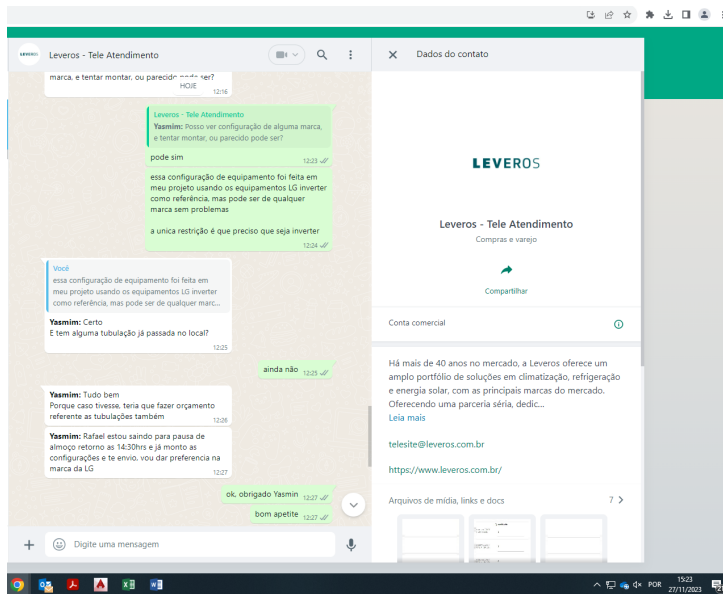 LEVEROS
Leveros - Tele Atendimento
marca, e tentar montar, ou parecido pode ser?
12:16
HOJE
Leveros - Tele Atendimento
Yasmim: Posso ver configuração de alguma marca,
e tentar montar, ou parecido pode ser?
pode sim
12:23
essa configuração de equipamento foi feita em
meu projeto usando os equipamentos LG inverter
como referência, mas pode ser de qualquer
marca sem problemas
a unica restrição é que preciso que seja inverter
12:24
Você
essa configuração de equipamento foi feita em
meu projeto usando os equipamentos LG inverter
como referência, mas pode ser de qualquer marc...
Yasmim: Certo
E tem alguma tubulação já passada no local?
12:25
ainda não 12:25
Yasmim: Tudo bem
Porque caso tivesse, teria que fazer orçamento
referente as tubulações também
12:26
Yasmim: Rafael estou saindo para pausa de
almoço retorno as 14:30hrs e já monto as
configurações e te envio, vou dar preferencia na
marca da LG
12:27
ok, obrigado Yasmin 12:27
bom apetite 12:27
Digite uma mensagem
Dados do contato
LEVEROS
Leveros - Tele Atendimento
Compras e varejo
Compartilhar
Conta comercial
Há mais de 40 anos no mercado, a Leveros oferece um
amplo portfólio de soluções em climatização, refrigeração
e energia solar, com as principais marcas do mercado.
Oferecendo uma parceria séria, dedic...
Leia mais
telesite@leveros.com.br
https://www.leveros.com.br/
Arquivos de mídia, links e docs
7
POR
15:23
27/11/2023